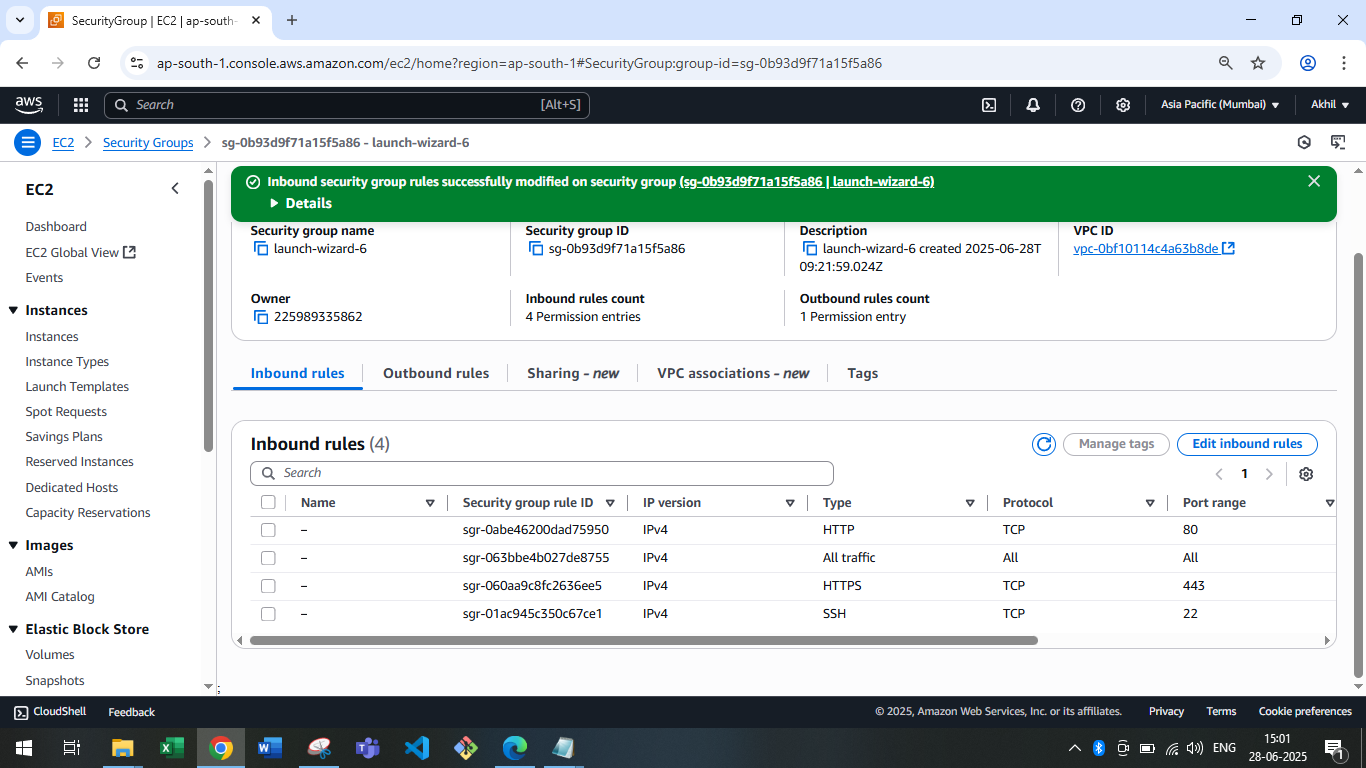 SecurityGroup | EC2 | ap-south-
ap-south-1.console.aws.amazon.com/ec2/home?region=ap-south-1#SecurityGroup:group-id=sg-0b93d9f71a15f5a86
aws
Search [Alt+S]
Asia Pacific (Mumbai)
Akhil
EC2 > Security Groups > sg-0b93d9f71a15f5a86 - launch-wizard-6
EC2
Dashboard
EC2 Global View
Events
Instances
Instances
Instance Types
Launch Templates
Spot Requests
Savings Plans
Reserved Instances
Dedicated Hosts
Capacity Reservations
Images
AMIs
AMI Catalog
Elastic Block Store
Volumes
Snapshots
Inbound security group rules successfully modified on security group (sg-0b93d9f71a15f5a86 | launch-wizard-6)
Details
Security group name
launch-wizard-6
Security group ID
sg-0b93d9f71a15f5a86
Description
launch-wizard-6 created 2025-06-28T
09:21:59.024Z
VPC ID
vpc-0bf10114c4a63b8de
Owner
225989335862
Inbound rules count
4 Permission entries
Outbound rules count
1 Permission entry
Inbound rules
Outbound rules
Sharing - new
VPC associations - new
Tags
Inbound rules (4)
Manage tags
Edit inbound rules
Search
1
Name Security group rule ID IP version Type Protocol Port range
– sgr-0abe46200dad75950 IPv4 HTTP TCP 80
– sgr-063bbe4b027de8755 IPv4 All traffic All All
– sgr-060aa9c8fc2636ee5 IPv4 HTTPS TCP 443
– sgr-01ac945c350c67ce1 IPv4 SSH TCP 22
;
CloudShell
Feedback
© 2025, Amazon Web Services, Inc. or its affiliates.
Privacy
Terms
Cookie preferences
ENG
15:01
28-06-2025
1